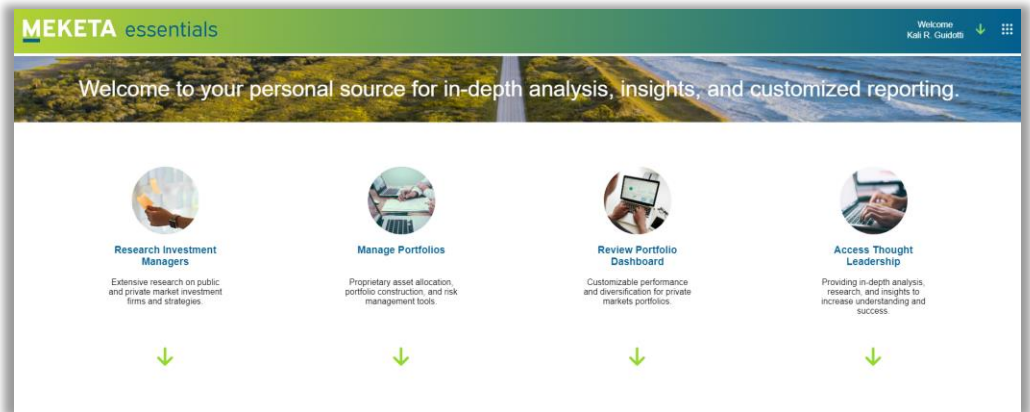 MEKETA essentials
Welcome
Kali R. Guidotti
Welcome to your personal source for in-depth analysis, insights, and customized reporting.
Research Investment
Managers
Extensive research on public
and private market investment
firms and strategies.
Manage Portfolios
Proprietary asset allocation,
portfolio construction, and risk
management tools.
Review Portfolio
Dashboard
Customizable performance
and diversification for private
markets portfolios.
Access Thought
Leadership
Providing in-depth analysis,
research, and insights to
increase understanding and
success.